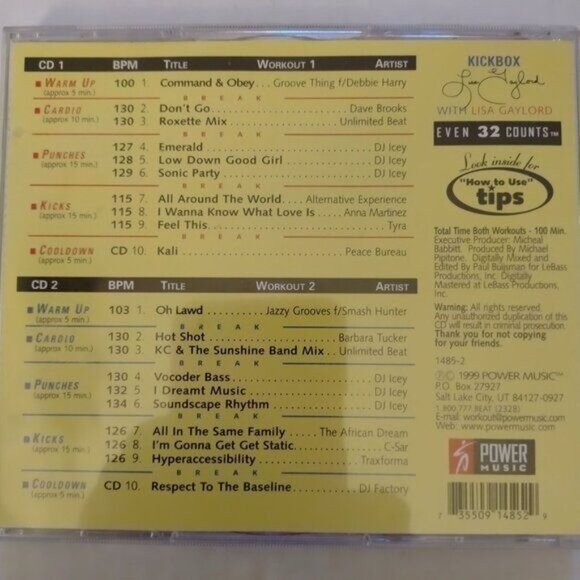 CD 1 BPM TITLE WORKOUT 1 ARTIST
WARM UP 100 1. Command & Obey . . . Groove Thing f/Debbie Harry
(approx 5 min.)
BREAK
CARDIO 130 2. Don't Go . . . Dave Brooks
(approx 10 min.) 130 3. Roxette Mix . . . Unlimited Beat
BREAK
PUNCHES 127 4. Emerald . . . DJ Icey
(approx 15 min.) 128 5. Low Down Good Girl . . . DJ Icey
129 6. Sonic Party . . . DJ Icey
BREAK
KICKS 115 7. All Around The World . . . Alternative Experience
(approx 15 min.) 115 8. I Wanna Know What Love Is . . . Anna Martinez
115 9. Feel This . . . Tyra
BREAK
COOLDOWN CD 10. Kali . . . Peace Bureau
(approx 5 min.)
CD 2 BPM TITLE WORKOUT 2 ARTIST
WARM UP 103 1. Oh Lawd . . . Jazzy Grooves f/Smash Hunter
(approx 5 min.)
BREAK
CARDIO 130 2. Hot Shot . . . Barbara Tucker
(approx 10 min.) 130 3. KC & The Sunshine Band Mix . . . Unlimited Beat
BREAK
PUNCHES 130 4. Vocoder Bass . . . DJ Icey
(approx 15 min.) 132 5. I Dreamt Music . . . DJ Icey
134 6. Soundscape Rhythm . . . DJ Icey
BREAK
KICKS 126 7. All In The Same Family . . . The African Dream
(approx 15 min.) 126 8. I'm Gonna Get Get Static . . . C-Sar
126 9. Hyperaccessibility . . . Traxforma
BREAK
COOLDOWN CD 10. Respect To The Baseline . . . DJ Factory
(approx 5 min.)
KICKBOX
Lisa Gaylord
WITH LISA GAYLORD
EVEN 32 COUNTS™
Look inside for
"How to Use"
tips
Total Time Both Workouts - 100 Min.
Executive Producer: Micheal
Babbitt. Produced by Michael
Pipitone. Digitally Mixed and
Edited By Paul Buijsman for LeBass
Productions, Inc. Digitally
Mastered at LeBass Productions,
Inc.
Warning: All rights reserved.
Any unauthorized duplication of this
CD will result in criminal prosecution.
Thank you for not copying
for your friends.
1485-2
℗© 1999 POWER MUSIC™
P.O. Box 27927
Salt Lake City, UT 84127-0927
1.800.777.BEAT (2328)
E-mail: workout@powermusic.com
Web: www.powermusic.com
POWER
MUSIC
7 35509 14852 9